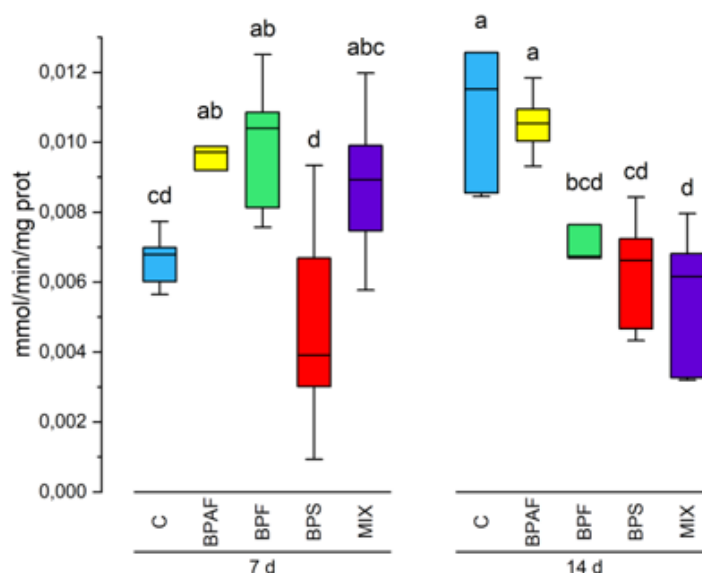 mmol/min/mg prot
0,012
0,010
0,008
0,006
0,004
0,002
0,000
cd
ab
ab
d
abc
a
a
bcd
cd
d
C
BPAF
BPF
BPS
MIX
C
BPAF
BPF
BPS
MIX
7 d
14 d